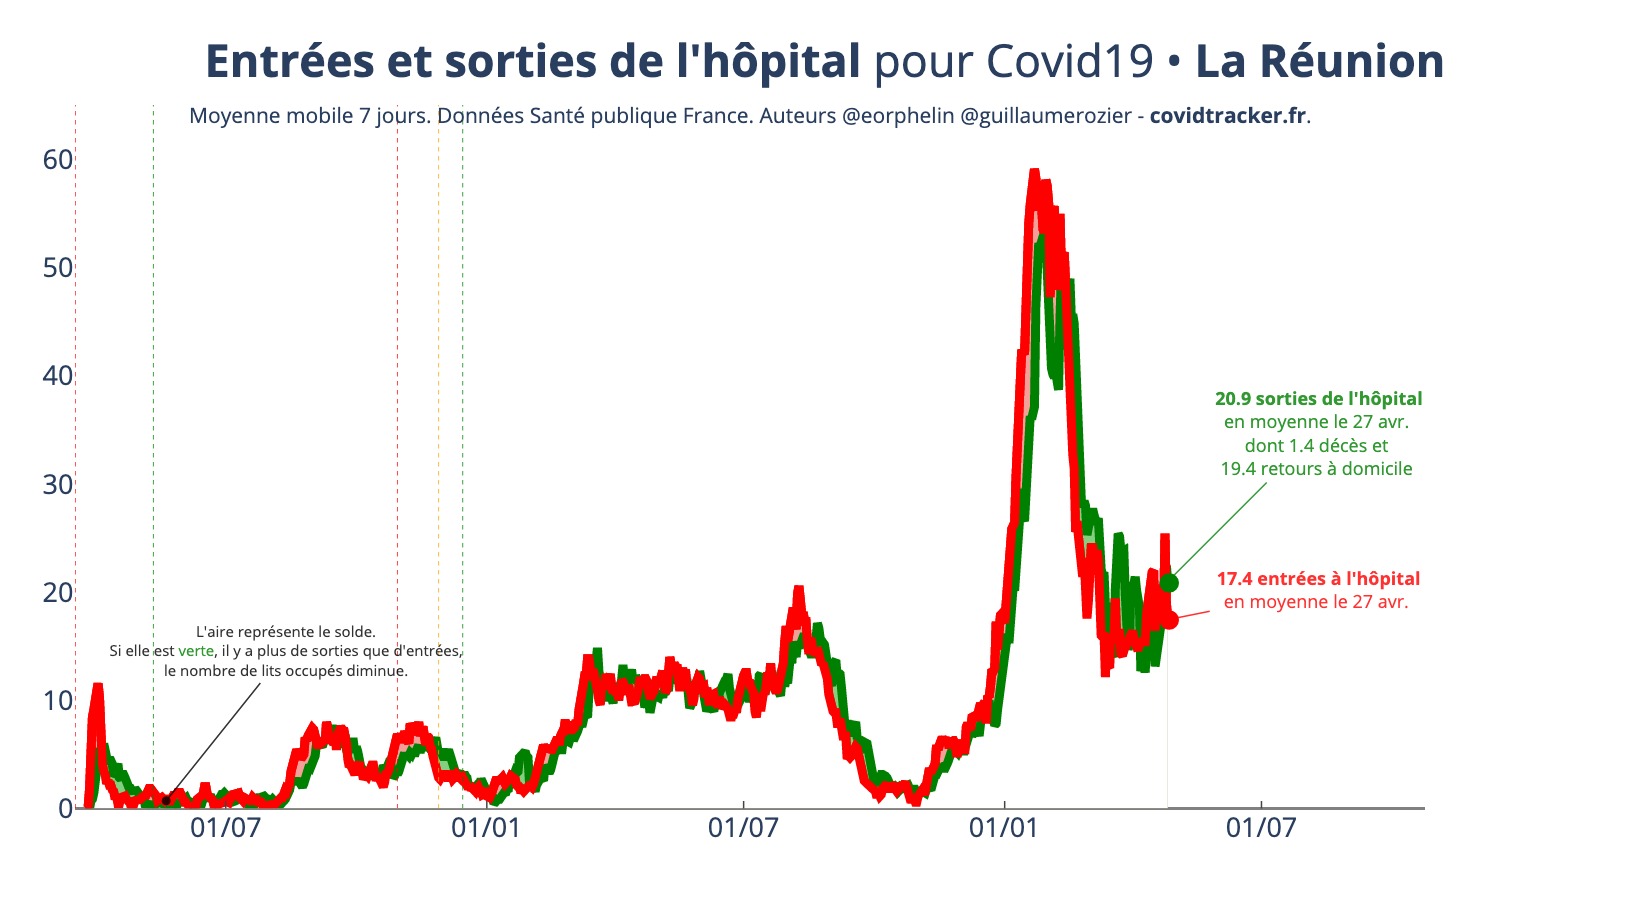 Entrées et sorties de l'hôpital pour Covid19 • La Réunion
Moyenne mobile 7 jours. Données Santé publique France. Auteurs @eorphelin @guillaumerozier - covidtracker.fr.
60
50
40
30
20
10
0
20.9 sorties de l'hôpital
en moyenne le 27 avr.
dont 1.4 décès et
19.4 retours à domicile
17.4 entrées à l'hôpital
en moyenne le 27 avr.
L'aire représente le solde.
Si elle est verte, il y a plus de sorties que d'entrées,
le nombre de lits occupés diminue.
01/07
01/01
01/07
01/01
01/07